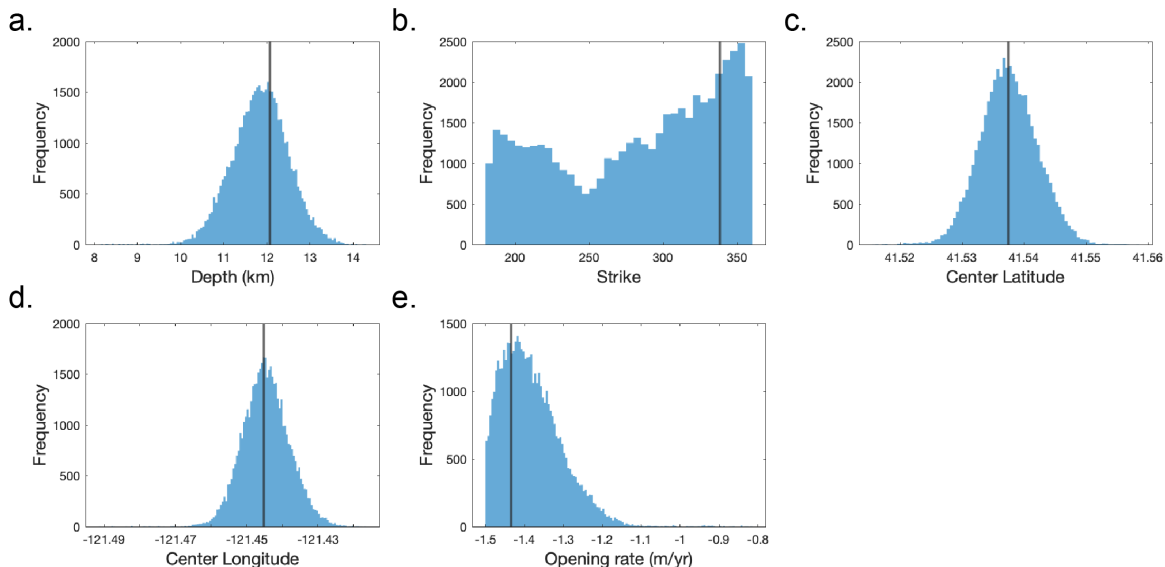 a.
2000
1500
1000
500
0
Frequency
8 9 10 11 12 13 14
Depth (km)
b.
2500
2000
1500
1000
500
0
Frequency
200 250 300 350
Strike
c.
2500
2000
1500
1000
500
0
Frequency
41.52 41.53 41.54 41.55 41.56
Center Latitude
d.
2000
1500
1000
500
0
Frequency
-121.49 -121.47 -121.45 -121.43
Center Longitude
e.
1500
1000
500
0
Frequency
-1.5 -1.4 -1.3 -1.2 -1.1 -1 -0.9 -0.8
Opening rate (m/yr)